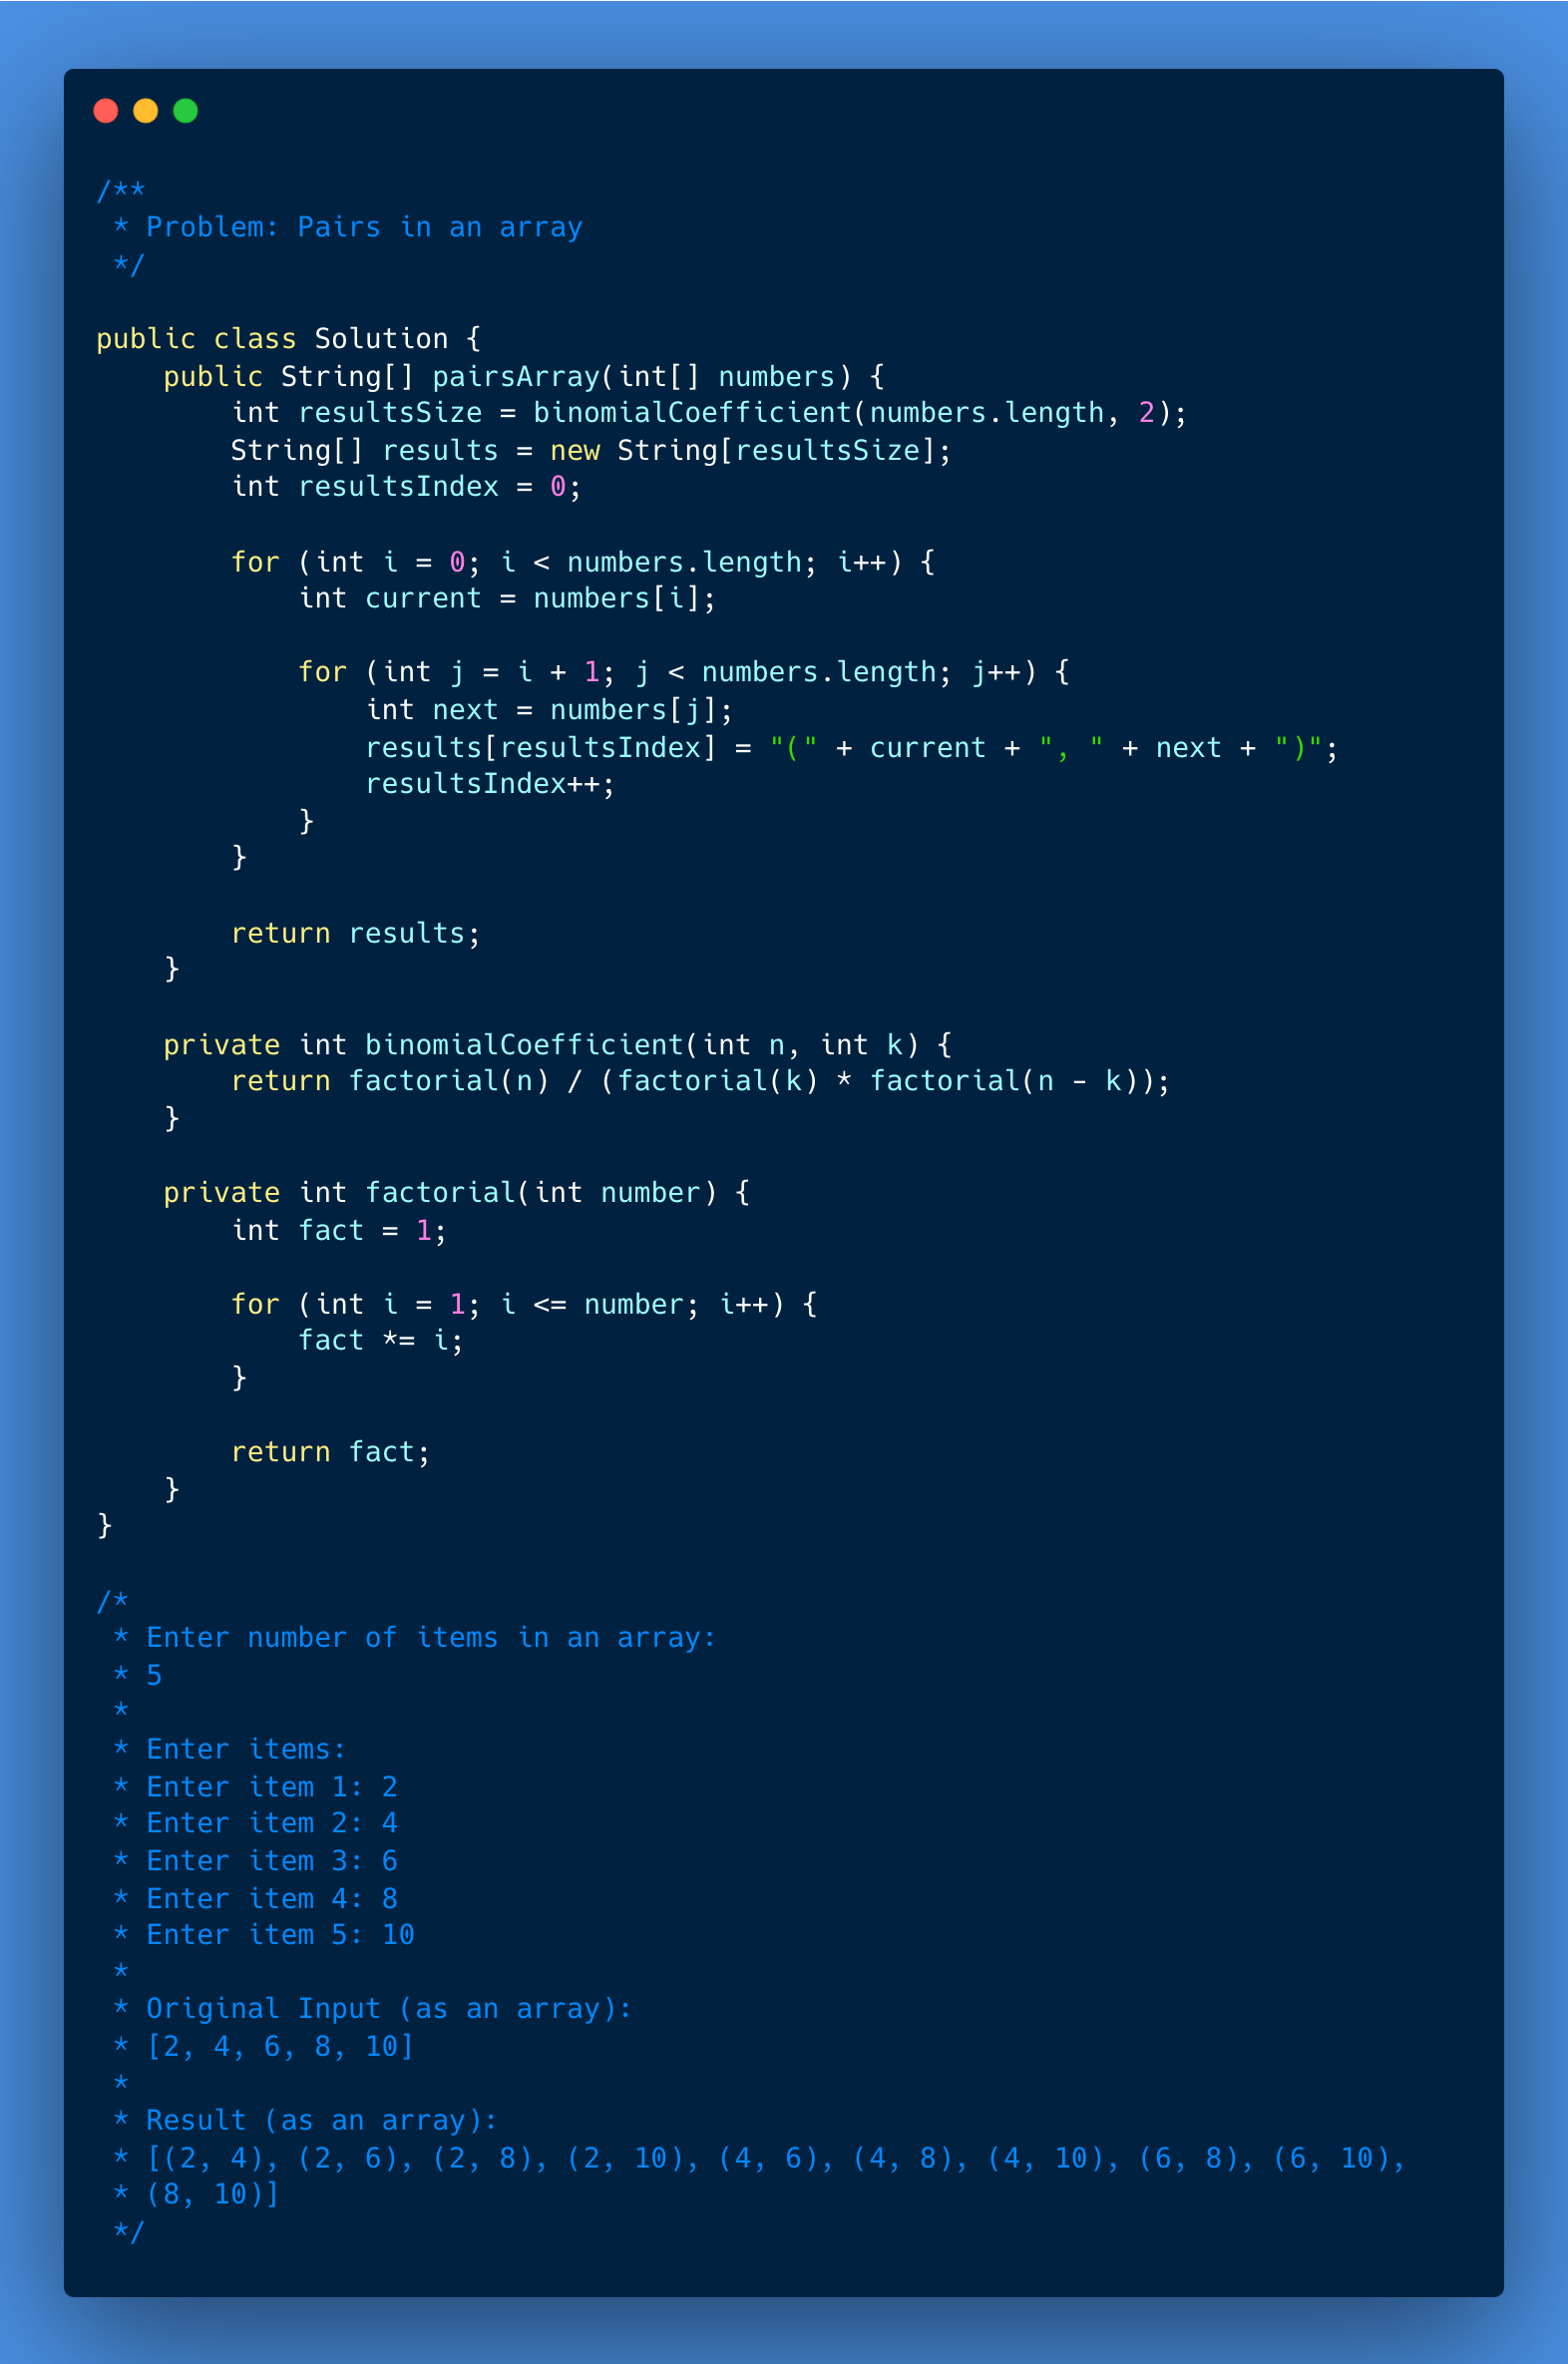 /**
 * Problem: Pairs in an array
 */

public class Solution {
    public String[] pairsArray(int[] numbers) {
        int resultsSize = binomialCoefficient(numbers.length, 2);
        String[] results = new String[resultsSize];
        int resultsIndex = 0;

        for (int i = 0; i < numbers.length; i++) {
            int current = numbers[i];

            for (int j = i + 1; j < numbers.length; j++) {
                int next = numbers[j];
                results[resultsIndex] = "(" + current + ", " + next + ")";
                resultsIndex++;
            }
        }

        return results;
    }

    private int binomialCoefficient(int n, int k) {
        return factorial(n) / (factorial(k) * factorial(n - k));
    }

    private int factorial(int number) {
        int fact = 1;

        for (int i = 1; i <= number; i++) {
            fact *= i;
        }

        return fact;
    }
}

/*
 * Enter number of items in an array:
 * 5
 *
 * Enter items:
 * Enter item 1: 2
 * Enter item 2: 4
 * Enter item 3: 6
 * Enter item 4: 8
 * Enter item 5: 10
 *
 * Original Input (as an array):
 * [2, 4, 6, 8, 10]
 *
 * Result (as an array):
 * [(2, 4), (2, 6), (2, 8), (2, 10), (4, 6), (4, 8), (4, 10), (6, 8), (6, 10),
 * (8, 10)]
 */